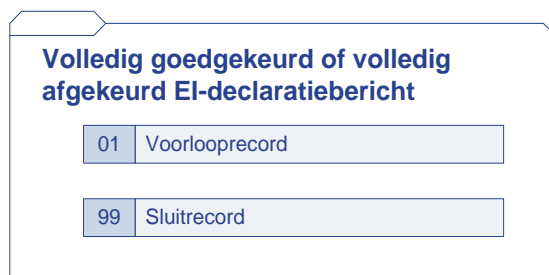 Volledig goedgekeurd of volledig
afgekeurd EI-declaratiebericht
01 Voorlooprecord
99 Sluitrecord